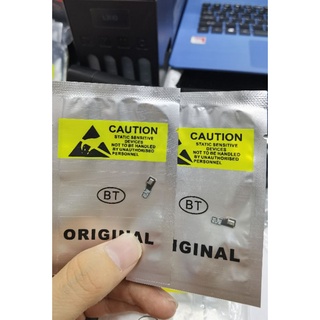 CAUTION
STATIC SENSITIVE
DEVICES
NOT TO BE HANDLED
BY UNAUTHORISED
PERSONNEL
BT
ORIGINAL
CAUTION
STATIC SENSITIVE
DEVICES
NOT TO BE HANDLED
BY UNAUTHORISED
PERSONNEL
BT
IGINAL